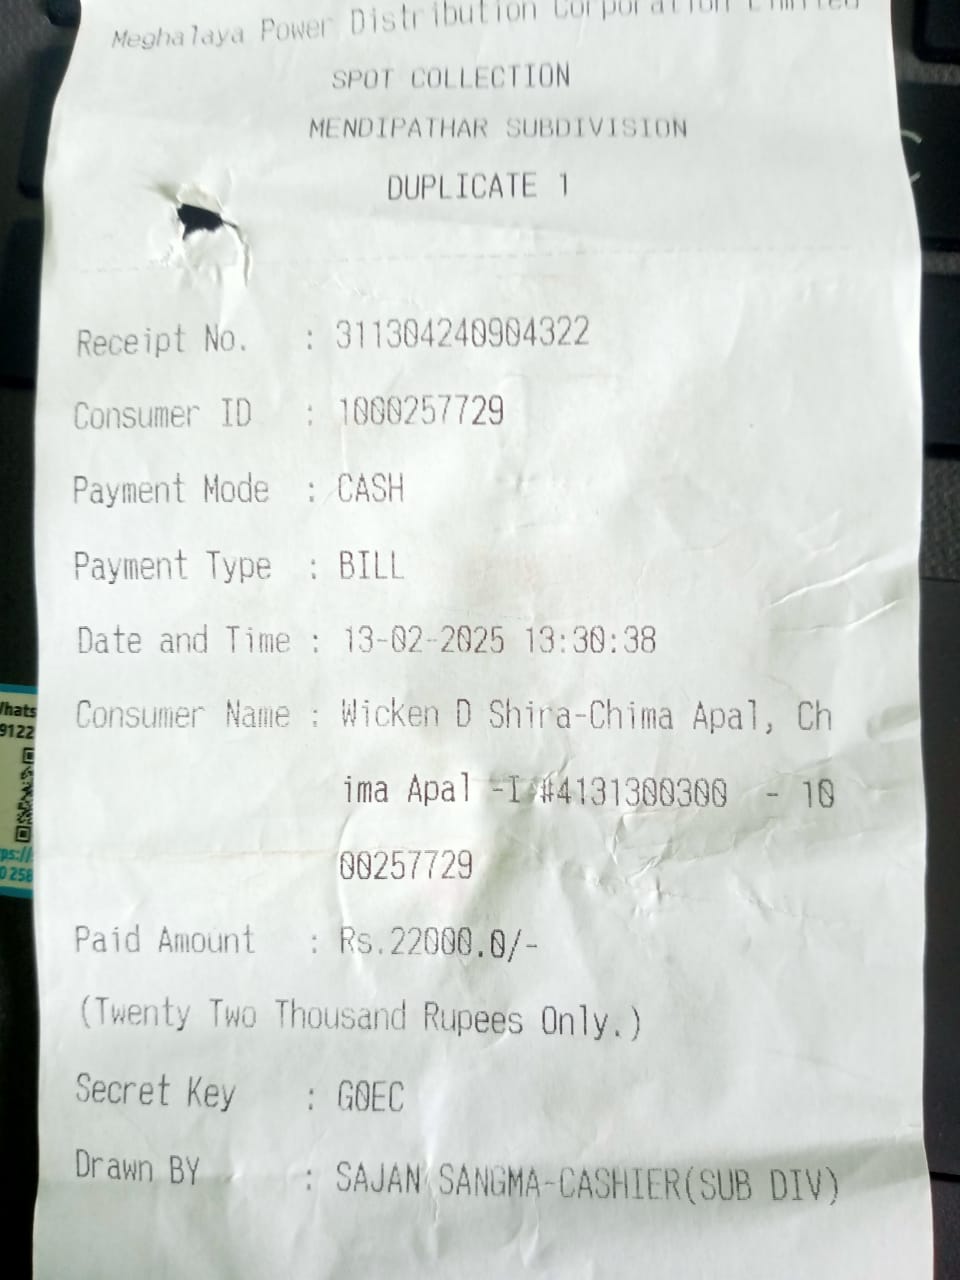 Meghalaya Power Distribution Corporation Limited
SPOT COLLECTION
MENDIPATHAR SUBDIVISION
DUPLICATE 1
Receipt No. : 311304240904322
Consumer ID : 1000257729
Payment Mode : CASH
Payment Type : BILL
Date and Time : 13-02-2025 13:30:38
Consumer Name : Wicken D Shira-Chima Apal, Ch
ima Apal -I #4131300300 - 10
00257729
Paid Amount : Rs.22000.0/-
(Twenty Two Thousand Rupees Only.)
Secret Key : G0EC
Drawn BY : SAJAN SANGMA-CASHIER(SUB DIV)